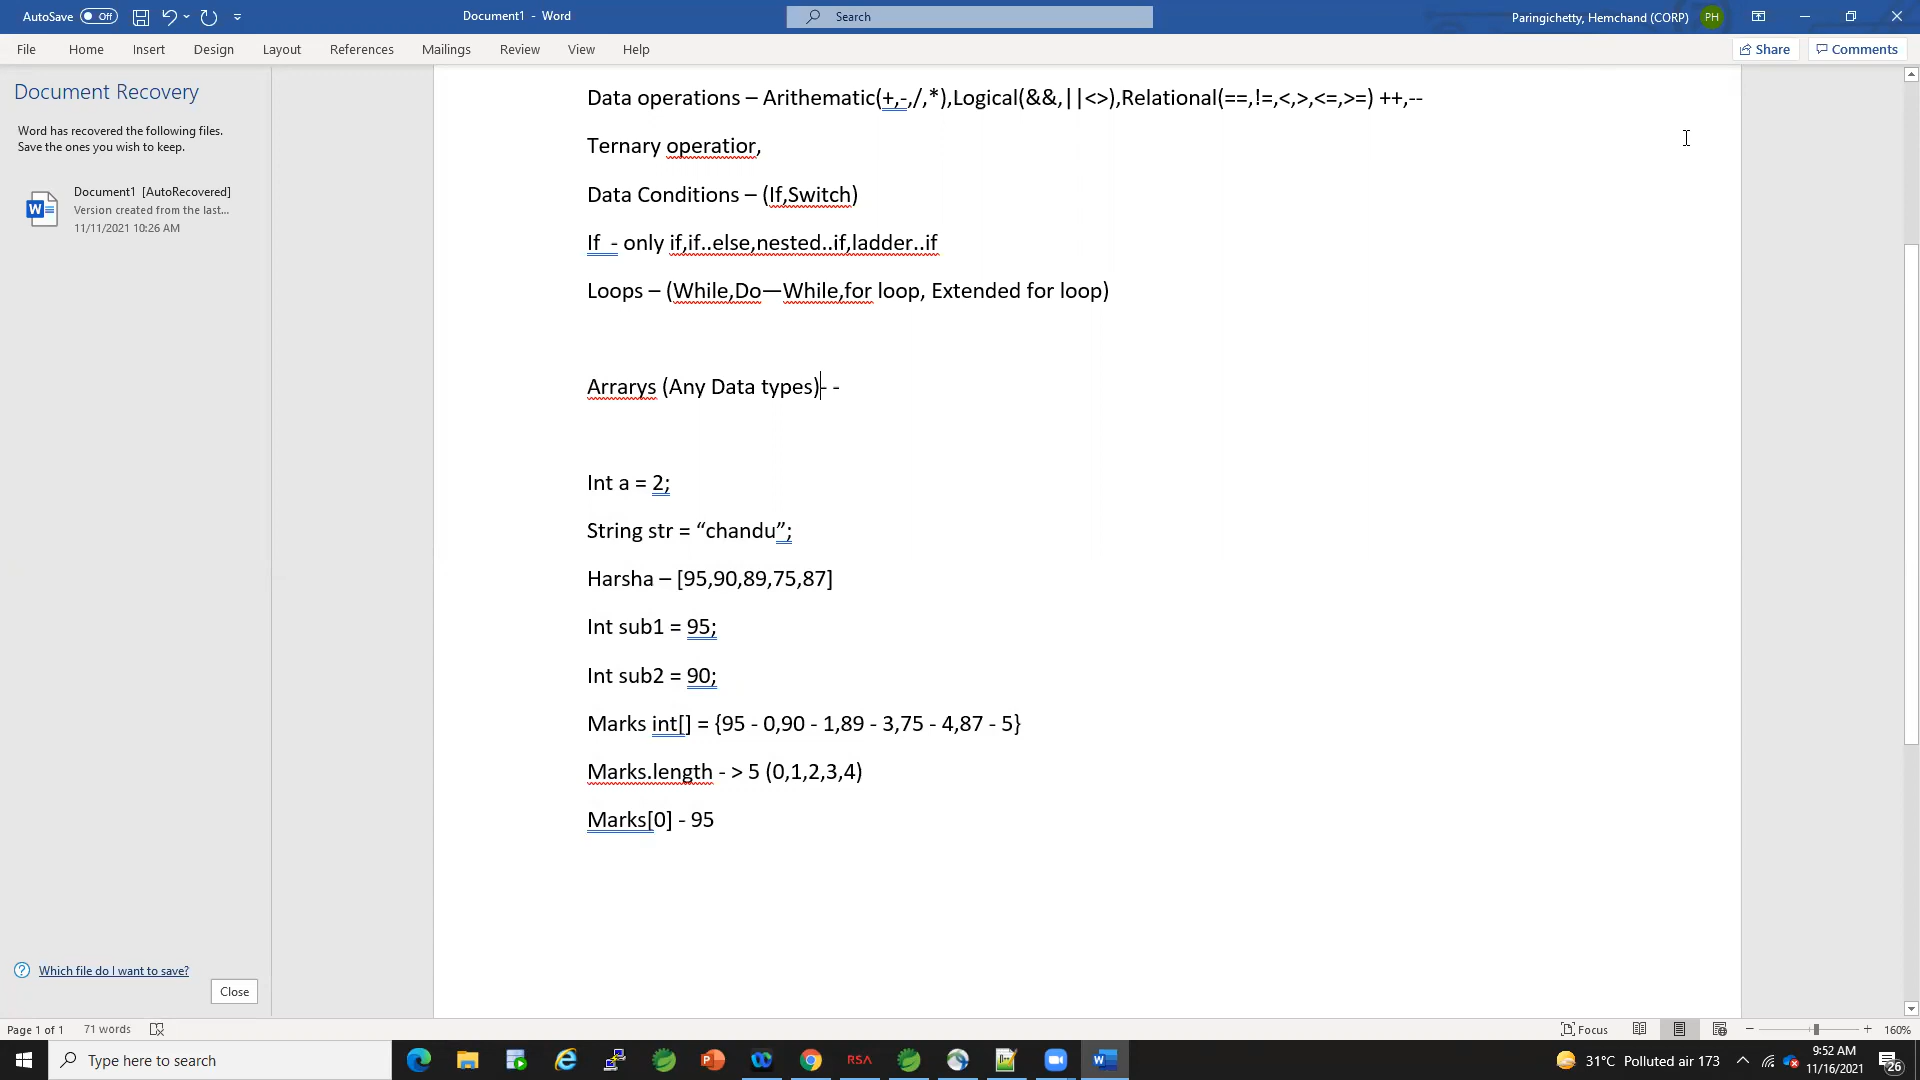 AutoSave Off Document1 - Word Search Paringichetty, Hemchand (CORP) PH
File Home Insert Design Layout References Mailings Review View Help Share Comments
Document Recovery
Word has recovered the following files.
Save the ones you wish to keep.
Document1 [AutoRecovered]
Version created from the last...
11/11/2021 10:26 AM
Which file do I want to save?
Close
Data operations – Arithematic(+,-,/,*),Logical(&&,||<>),Relational(==,!=,<,>,<=,>=) ++,--
Ternary operatior,
Data Conditions – (If,Switch)
If - only if,if..else,nested..if,ladder..if
Loops – (While,Do—While,for loop, Extended for loop)
Arrarys (Any Data types)- -
Int a = 2;
String str = “chandu”;
Harsha – [95,90,89,75,87]
Int sub1 = 95;
Int sub2 = 90;
Marks int[] = {95 - 0,90 - 1,89 - 3,75 - 4,87 - 5}
Marks.length - > 5 (0,1,2,3,4)
Marks[0] - 95
Page 1 of 1 71 words Focus 160%
Type here to search RSA 31°C Polluted air 173 9:52 AM
11/16/2021 26